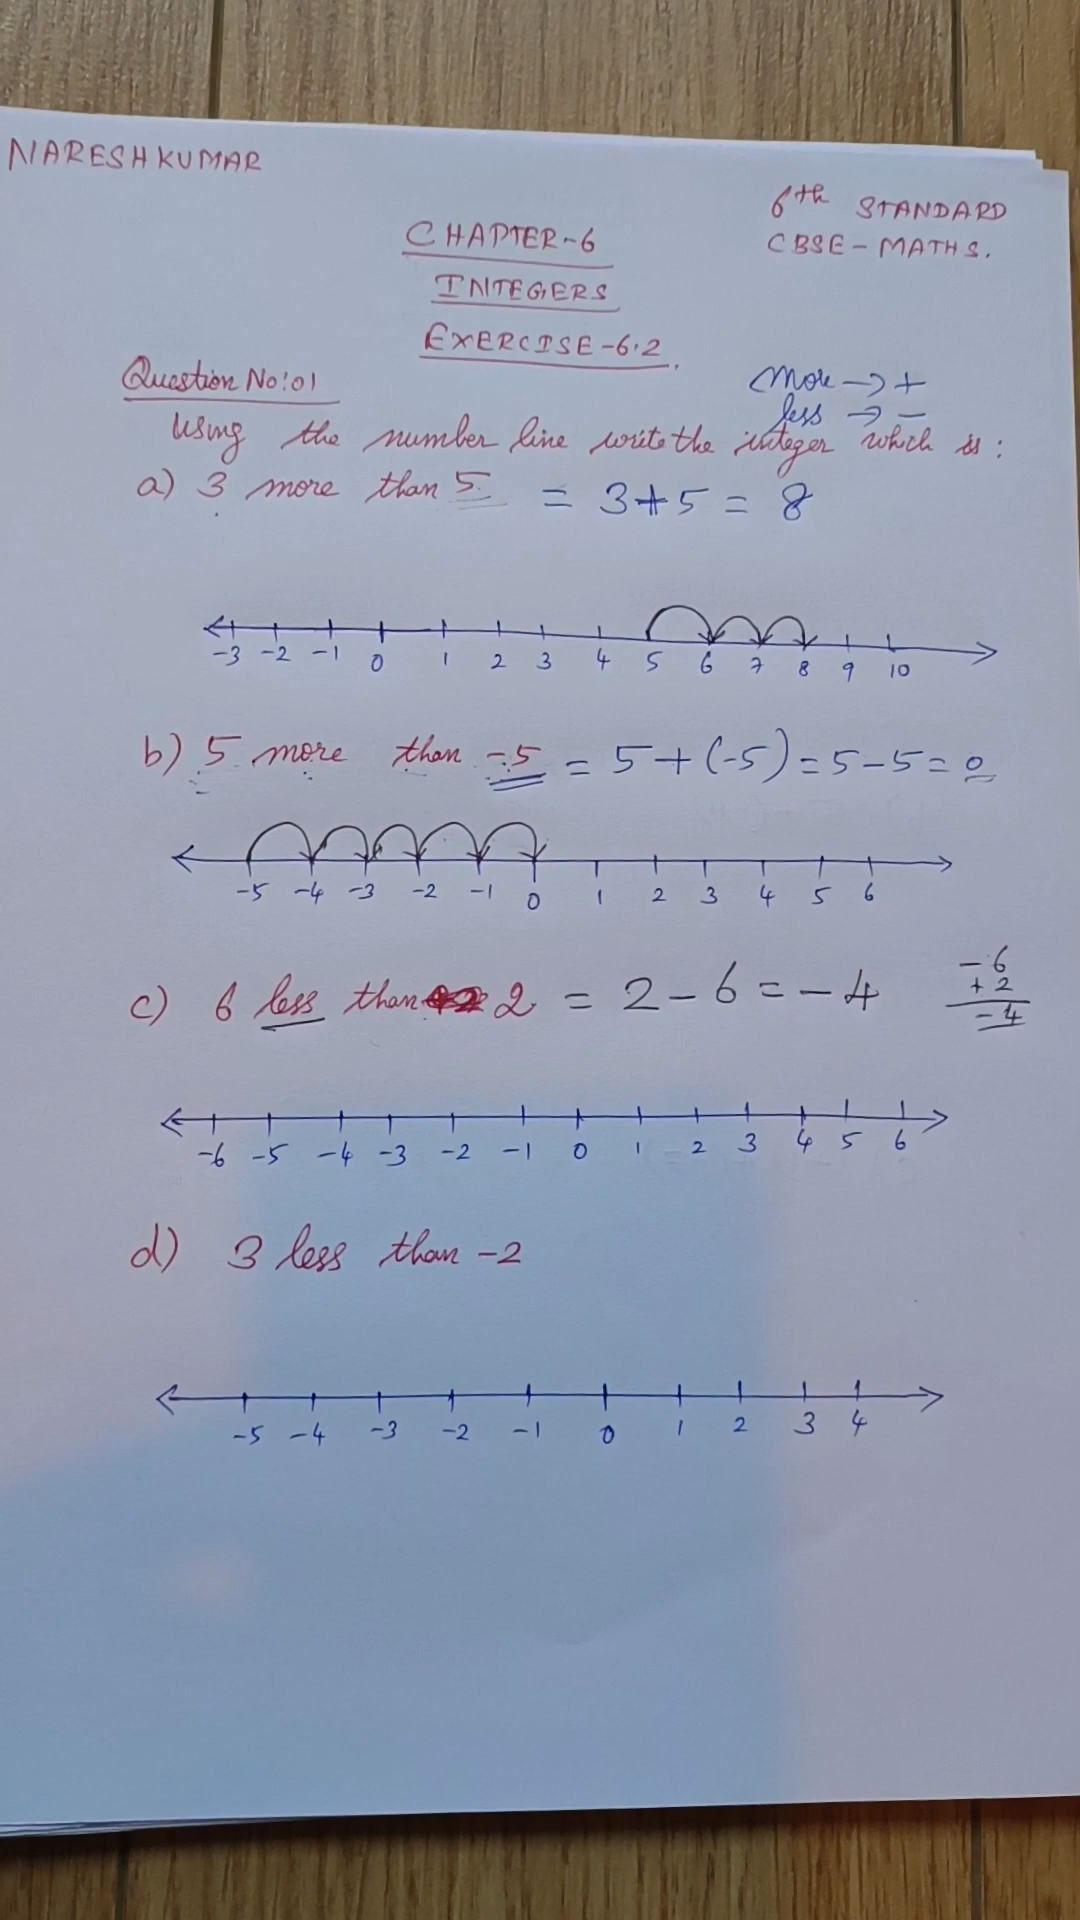 NARESHKUMAR
6th STANDARD
CBSE - MATHS.
CHAPTER-6
INTEGERS
EXERCISE-6.2.
Question No:01
more → +
less → -
Using the number line write the integer which is:
a) 3 more than 5 = 3+5 = 8
-3 -2 -1 0 1 2 3 4 5 6 7 8 9 10
b) 5 more than -5 = 5+(-5)=5-5=0
-5 -4 -3 -2 -1 0 1 2 3 4 5 6
c) 6 less than 2 = 2-6=-4
-6
+2
-4
-6 -5 -4 -3 -2 -1 0 1 2 3 4 5 6
d) 3 less than -2
-5 -4 -3 -2 -1 0 1 2 3 4